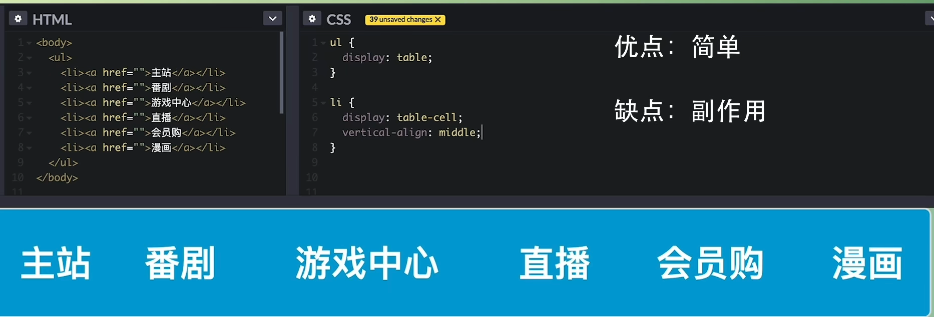 HTML
1 <body>
2 <ul>
3 <li><a href="">主站</a></li>
4 <li><a href="">番剧</a></li>
5 <li><a href="">游戏中心</a></li>
6 <li><a href="">直播</a></li>
7 <li><a href="">会员购</a></li>
8 <li><a href="">漫画</a></li>
9 </ul>
10 </body>
11
CSS
39 unsaved changes X
1 ul {
2 display: table;
3 }
4
5 li {
6 display: table-cell;
7 vertical-align: middle;
8 }
9
10
11
优点：简单
缺点：副作用
主站 番剧 游戏中心 直播 会员购 漫画